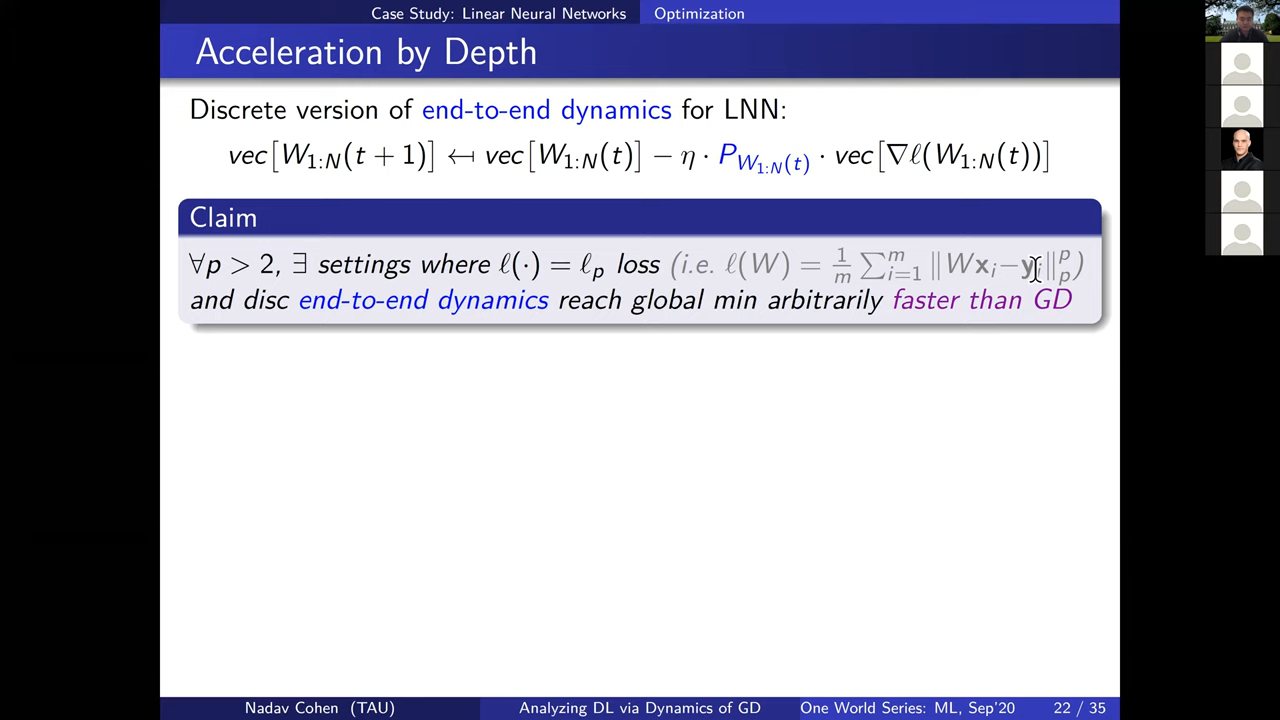 Case Study: Linear Neural Networks Optimization
Acceleration by Depth
Discrete version of end-to-end dynamics for LNN:
vec[W₁:N(t + 1)] ↤ vec[W₁:N(t)] − η · P_{W₁:N(t)} · vec[∇ℓ(W₁:N(t))]
Claim
∀p > 2, ∃ settings where ℓ(·) = ℓₚ loss (i.e. ℓ(W) = 1/m ∑ᵢ₌₁ᵐ ‖Wxᵢ−yᵢ‖ₚᵖ)
and disc end-to-end dynamics reach global min arbitrarily faster than GD
Nadav Cohen (TAU) Analyzing DL via Dynamics of GD One World Series: ML, Sep'20 22 / 35